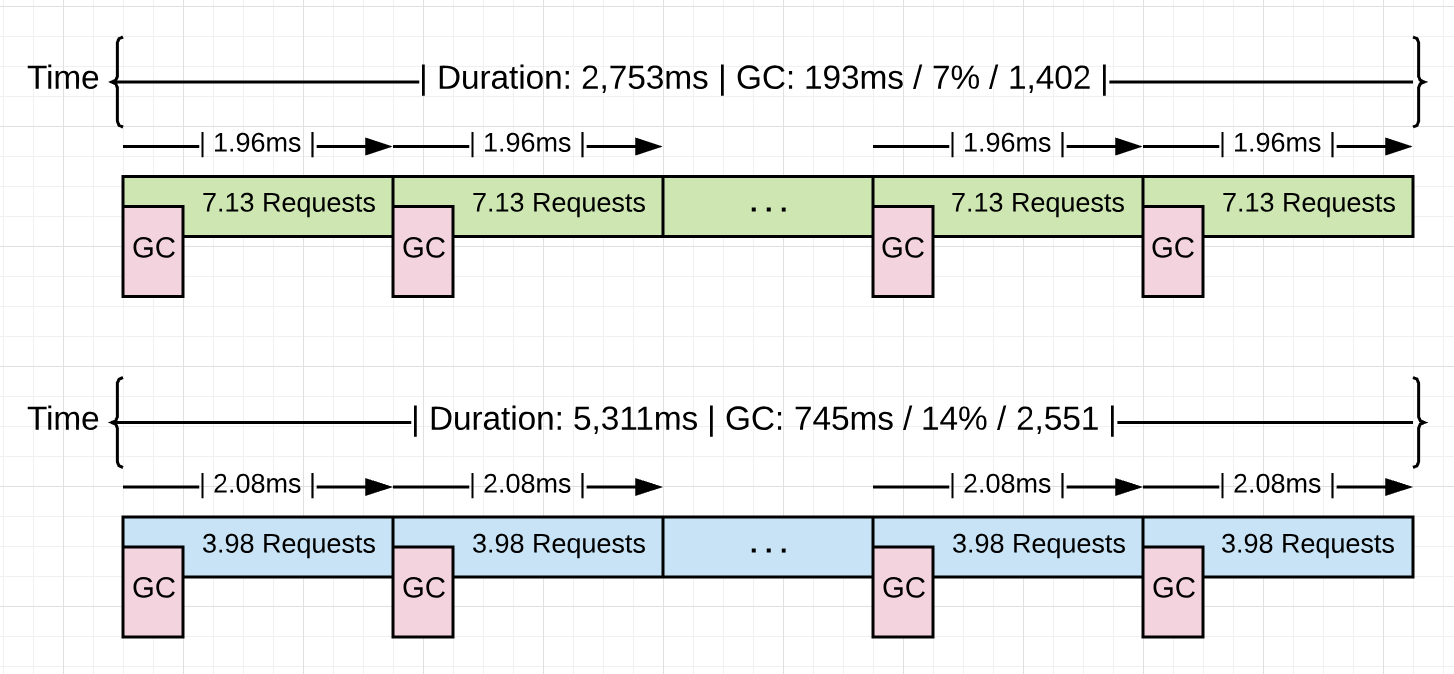 Time | Duration: 2,753ms | GC: 193ms / 7% / 1,402 |
| 1.96ms | | 1.96ms | | 1.96ms | | 1.96ms |
7.13 Requests 7.13 Requests ... 7.13 Requests 7.13 Requests
GC GC GC GC
Time | Duration: 5,311ms | GC: 745ms / 14% / 2,551 |
| 2.08ms | | 2.08ms | | 2.08ms | | 2.08ms |
3.98 Requests 3.98 Requests ... 3.98 Requests 3.98 Requests
GC GC GC GC